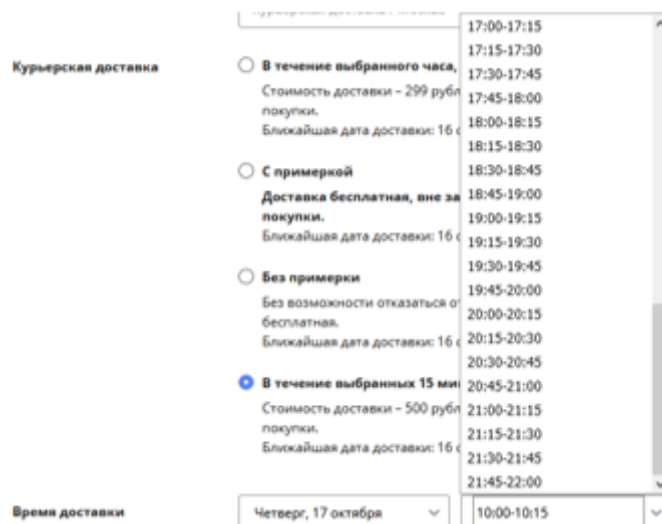 Курьерская доставка
В течение выбранного часа,
Стоимость доставки – 299 рубл
покупки.
Ближайшая дата доставки: 16 с
С примеркой
Доставка бесплатная, вне за
покупки.
Ближайшая дата доставки: 16 с
Без примерки
Без возможности отказаться от
бесплатная.
Ближайшая дата доставки: 16 с
В течение выбранных 15 мин
Стоимость доставки – 500 рубл
покупки.
Ближайшая дата доставки: 16 с
17:00-17:15
17:15-17:30
17:30-17:45
17:45-18:00
18:00-18:15
18:15-18:30
18:30-18:45
18:45-19:00
19:00-19:15
19:15-19:30
19:30-19:45
19:45-20:00
20:00-20:15
20:15-20:30
20:30-20:45
20:45-21:00
21:00-21:15
21:15-21:30
21:30-21:45
21:45-22:00
Время доставки
Четверг, 17 октября
10:00-10:15